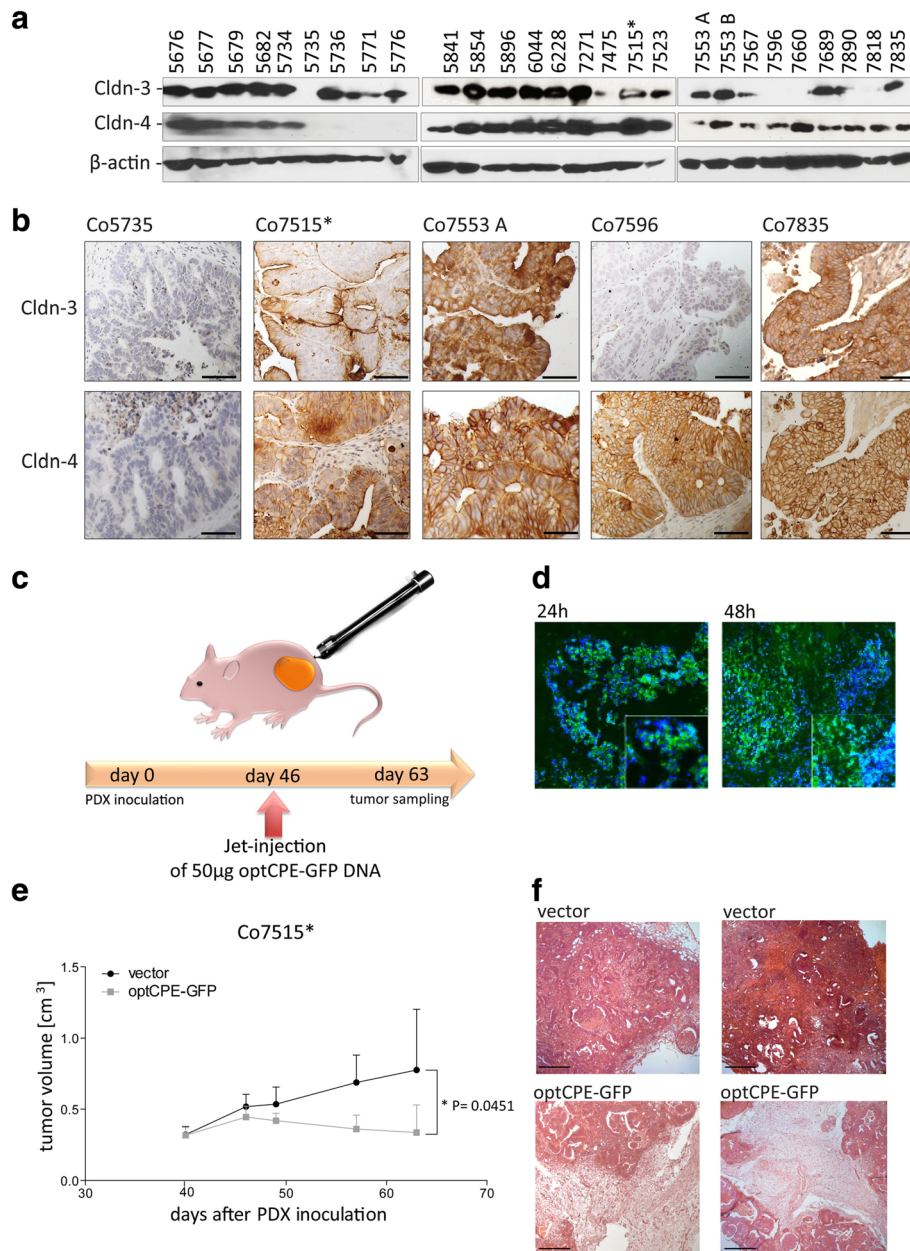 a
5676 5677 5679 5682 5734 5735 5736 5771 5776 5841 5854 5896 6044 6228 7271 7475 7515* 7523 7553 A 7553 B 7567 7596 7660 7689 7890 7818 7835
Cldn-3 -
Cldn-4 -
β-actin -
b
Co5735 Co7515* Co7553 A Co7596 Co7835
Cldn-3
Cldn-4
c
day 0 day 46 day 63
PDX inoculation tumor sampling
Jet-injection
of 50µg optCPE-GFP DNA
d
24h 48h
e
Co7515*
vector
optCPE-GFP
tumor volume [cm³]
1.5
1.0
0.5
0.0
* P= 0.0451
30 40 50 60 70
days after PDX inoculation
f
vector vector
optCPE-GFP optCPE-GFP